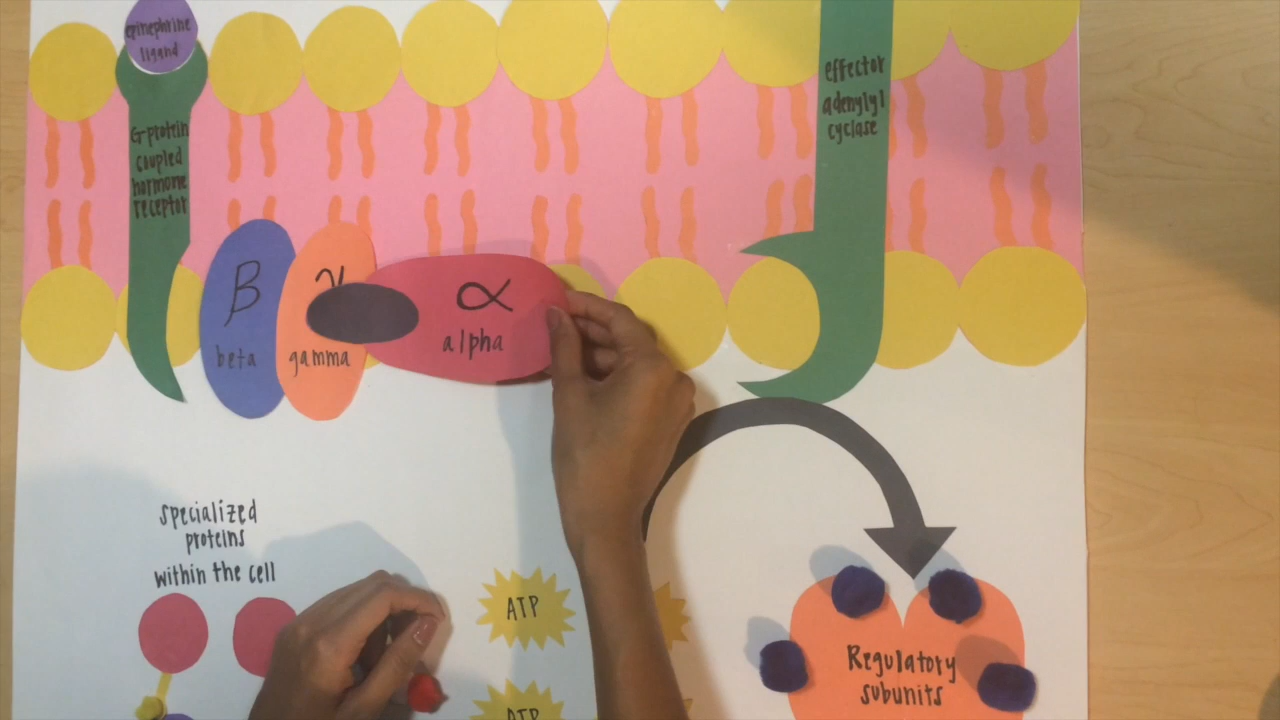 epinephrine
ligand
G-protein
coupled
hormone
receptor
effector
adenylyl
cyclase
β
beta
γ
gamma
α
alpha
specialized
proteins
within the cell
ATP
ATP
Regulatory
subunits